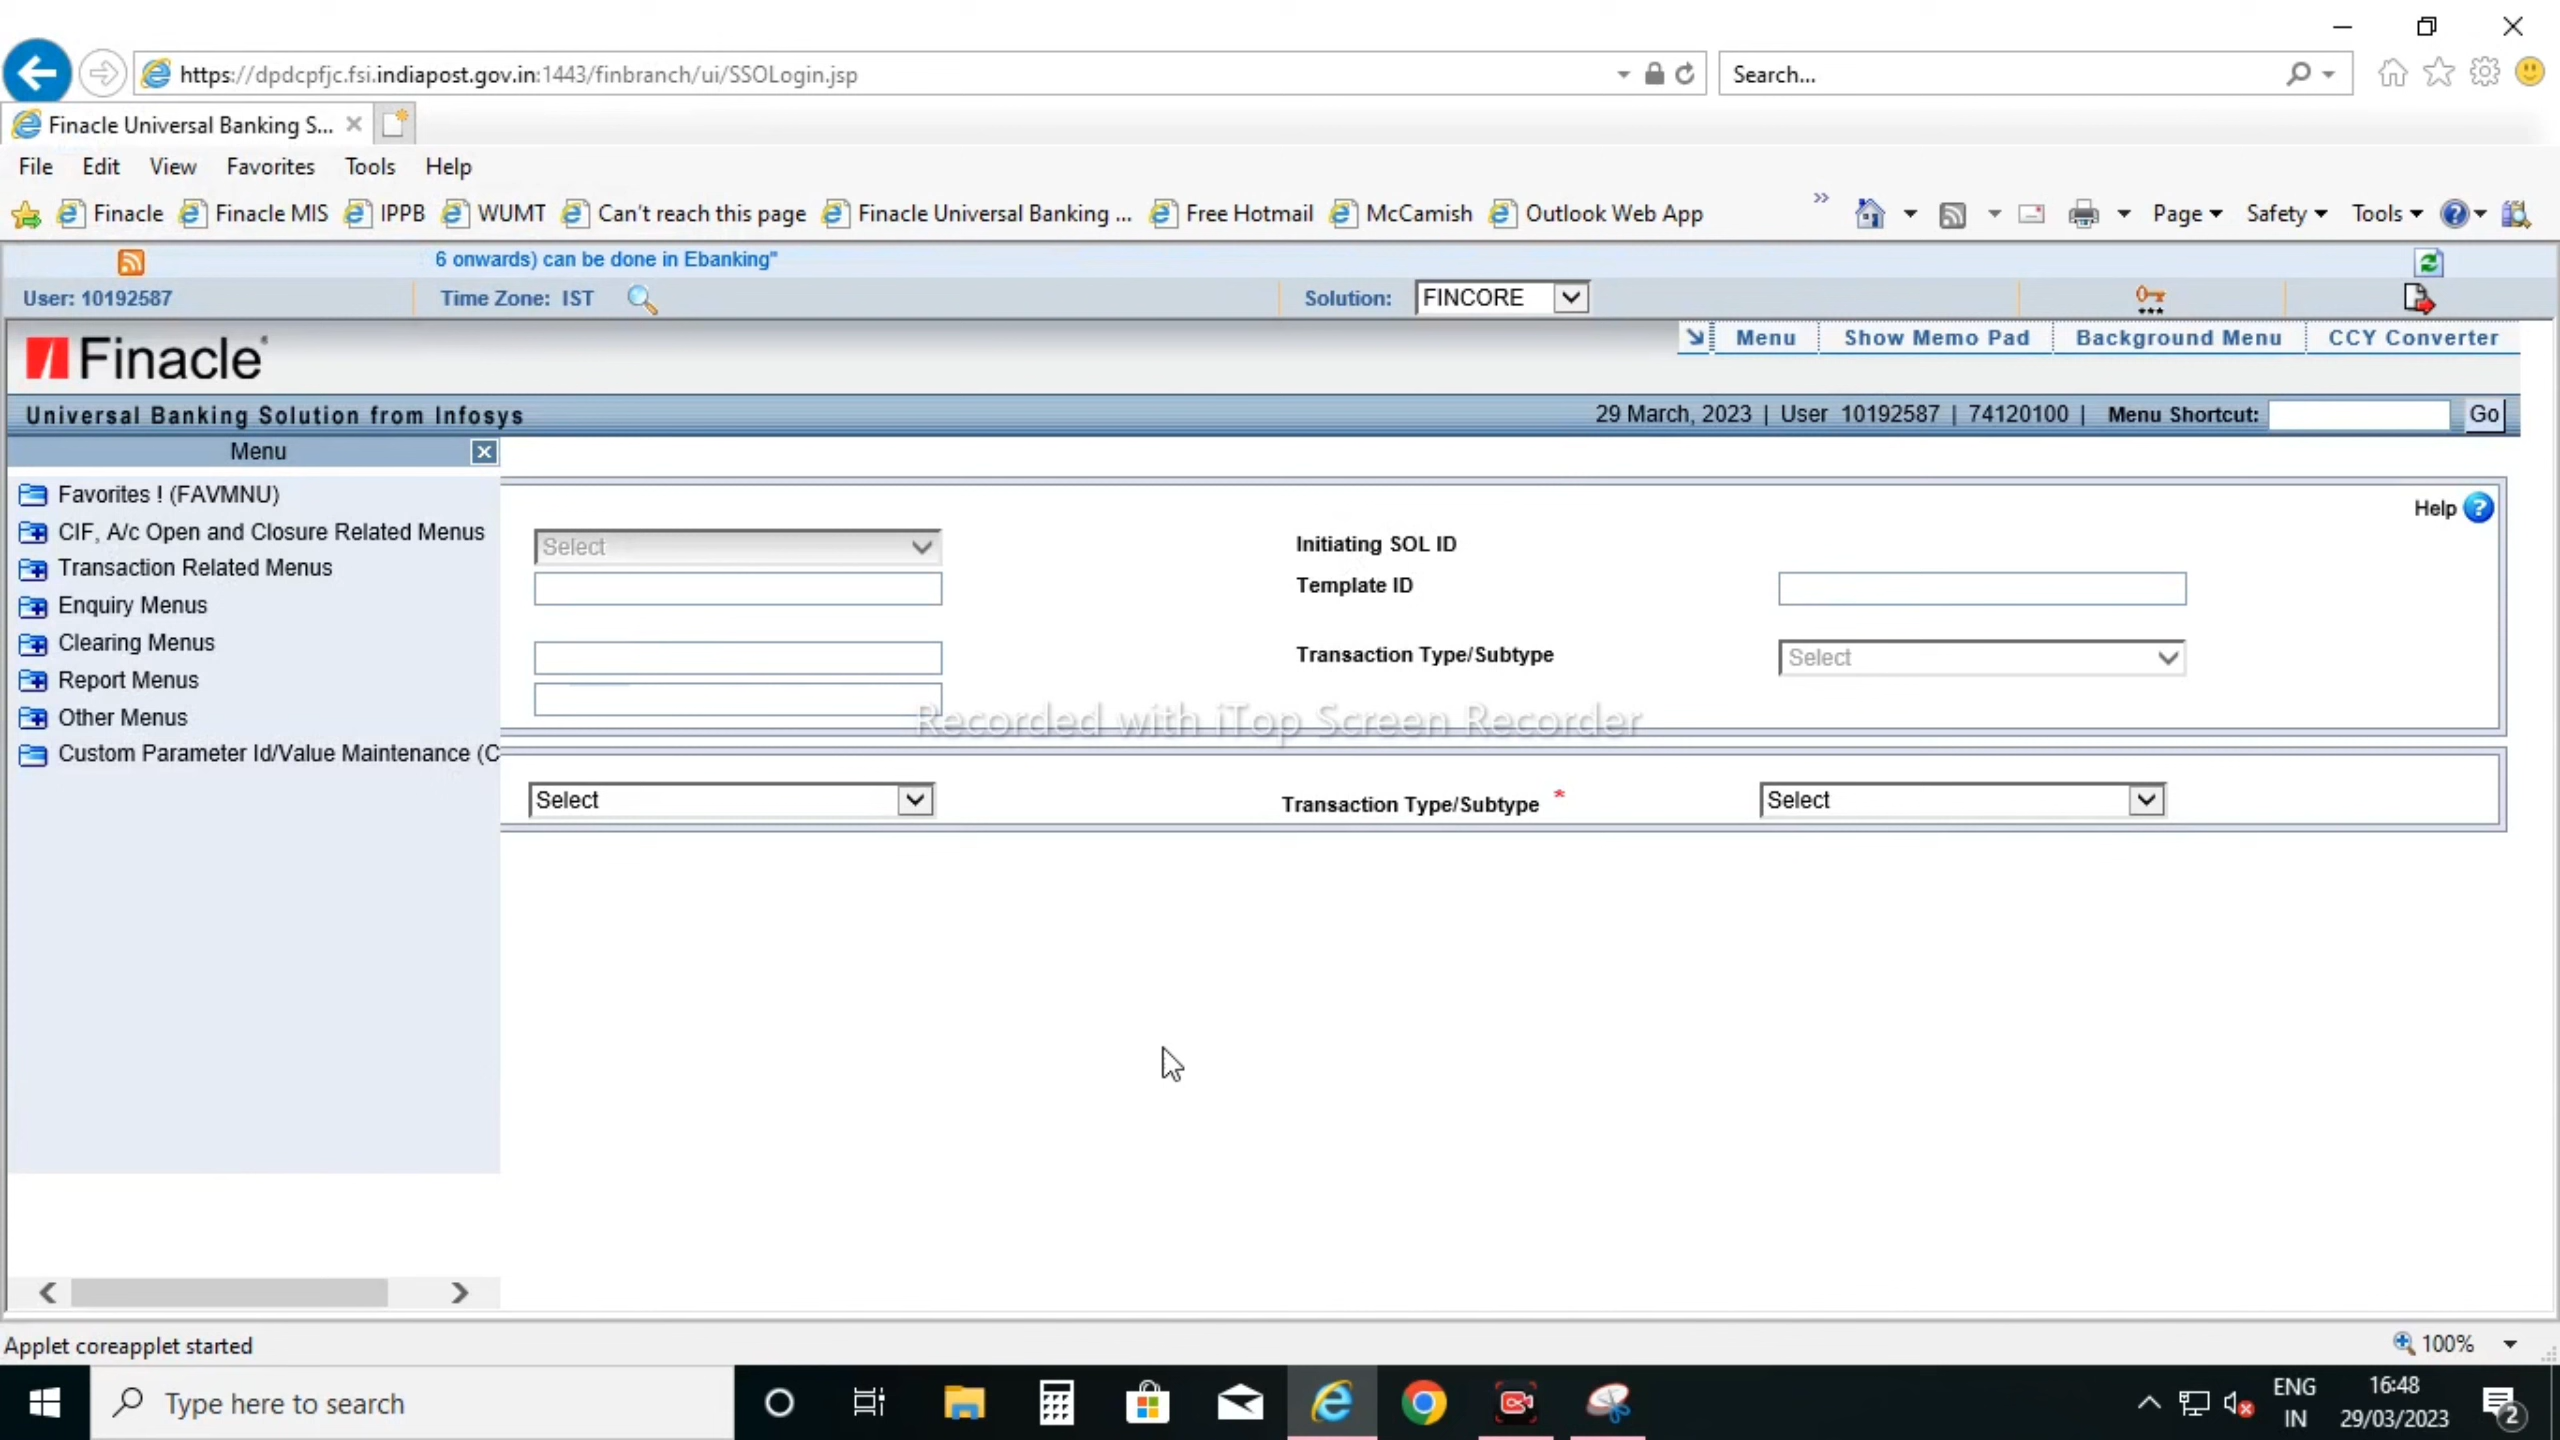 https://dpdcpfjc.fsi.indiapost.gov.in:1443/finbranch/ui/SSOLogin.jsp
Search...
Finacle Universal Banking S...
File Edit View Favorites Tools Help
Finacle Finacle MIS IPPB WUMT Can't reach this page Finacle Universal Banking ... Free Hotmail McCamish Outlook Web App » Page Safety Tools
6 onwards) can be done in Ebanking"
User: 10192587 Time Zone: IST Solution: FINCORE
Menu Show Memo Pad Background Menu CCY Converter
Finacle
Universal Banking Solution from Infosys 29 March, 2023 | User 10192587 | 74120100 | Menu Shortcut: Go
Menu
Favorites ! (FAVMNU)
CIF, A/c Open and Closure Related Menus
Transaction Related Menus
Enquiry Menus
Clearing Menus
Report Menus
Other Menus
Custom Parameter Id/Value Maintenance (C
Help
Select Initiating SOL ID
Template ID
Transaction Type/Subtype Select
Recorded with iTop Screen Recorder
Select Transaction Type/Subtype * Select
Applet coreapplet started 100%
Type here to search
ENG
IN
16:48
29/03/2023
2